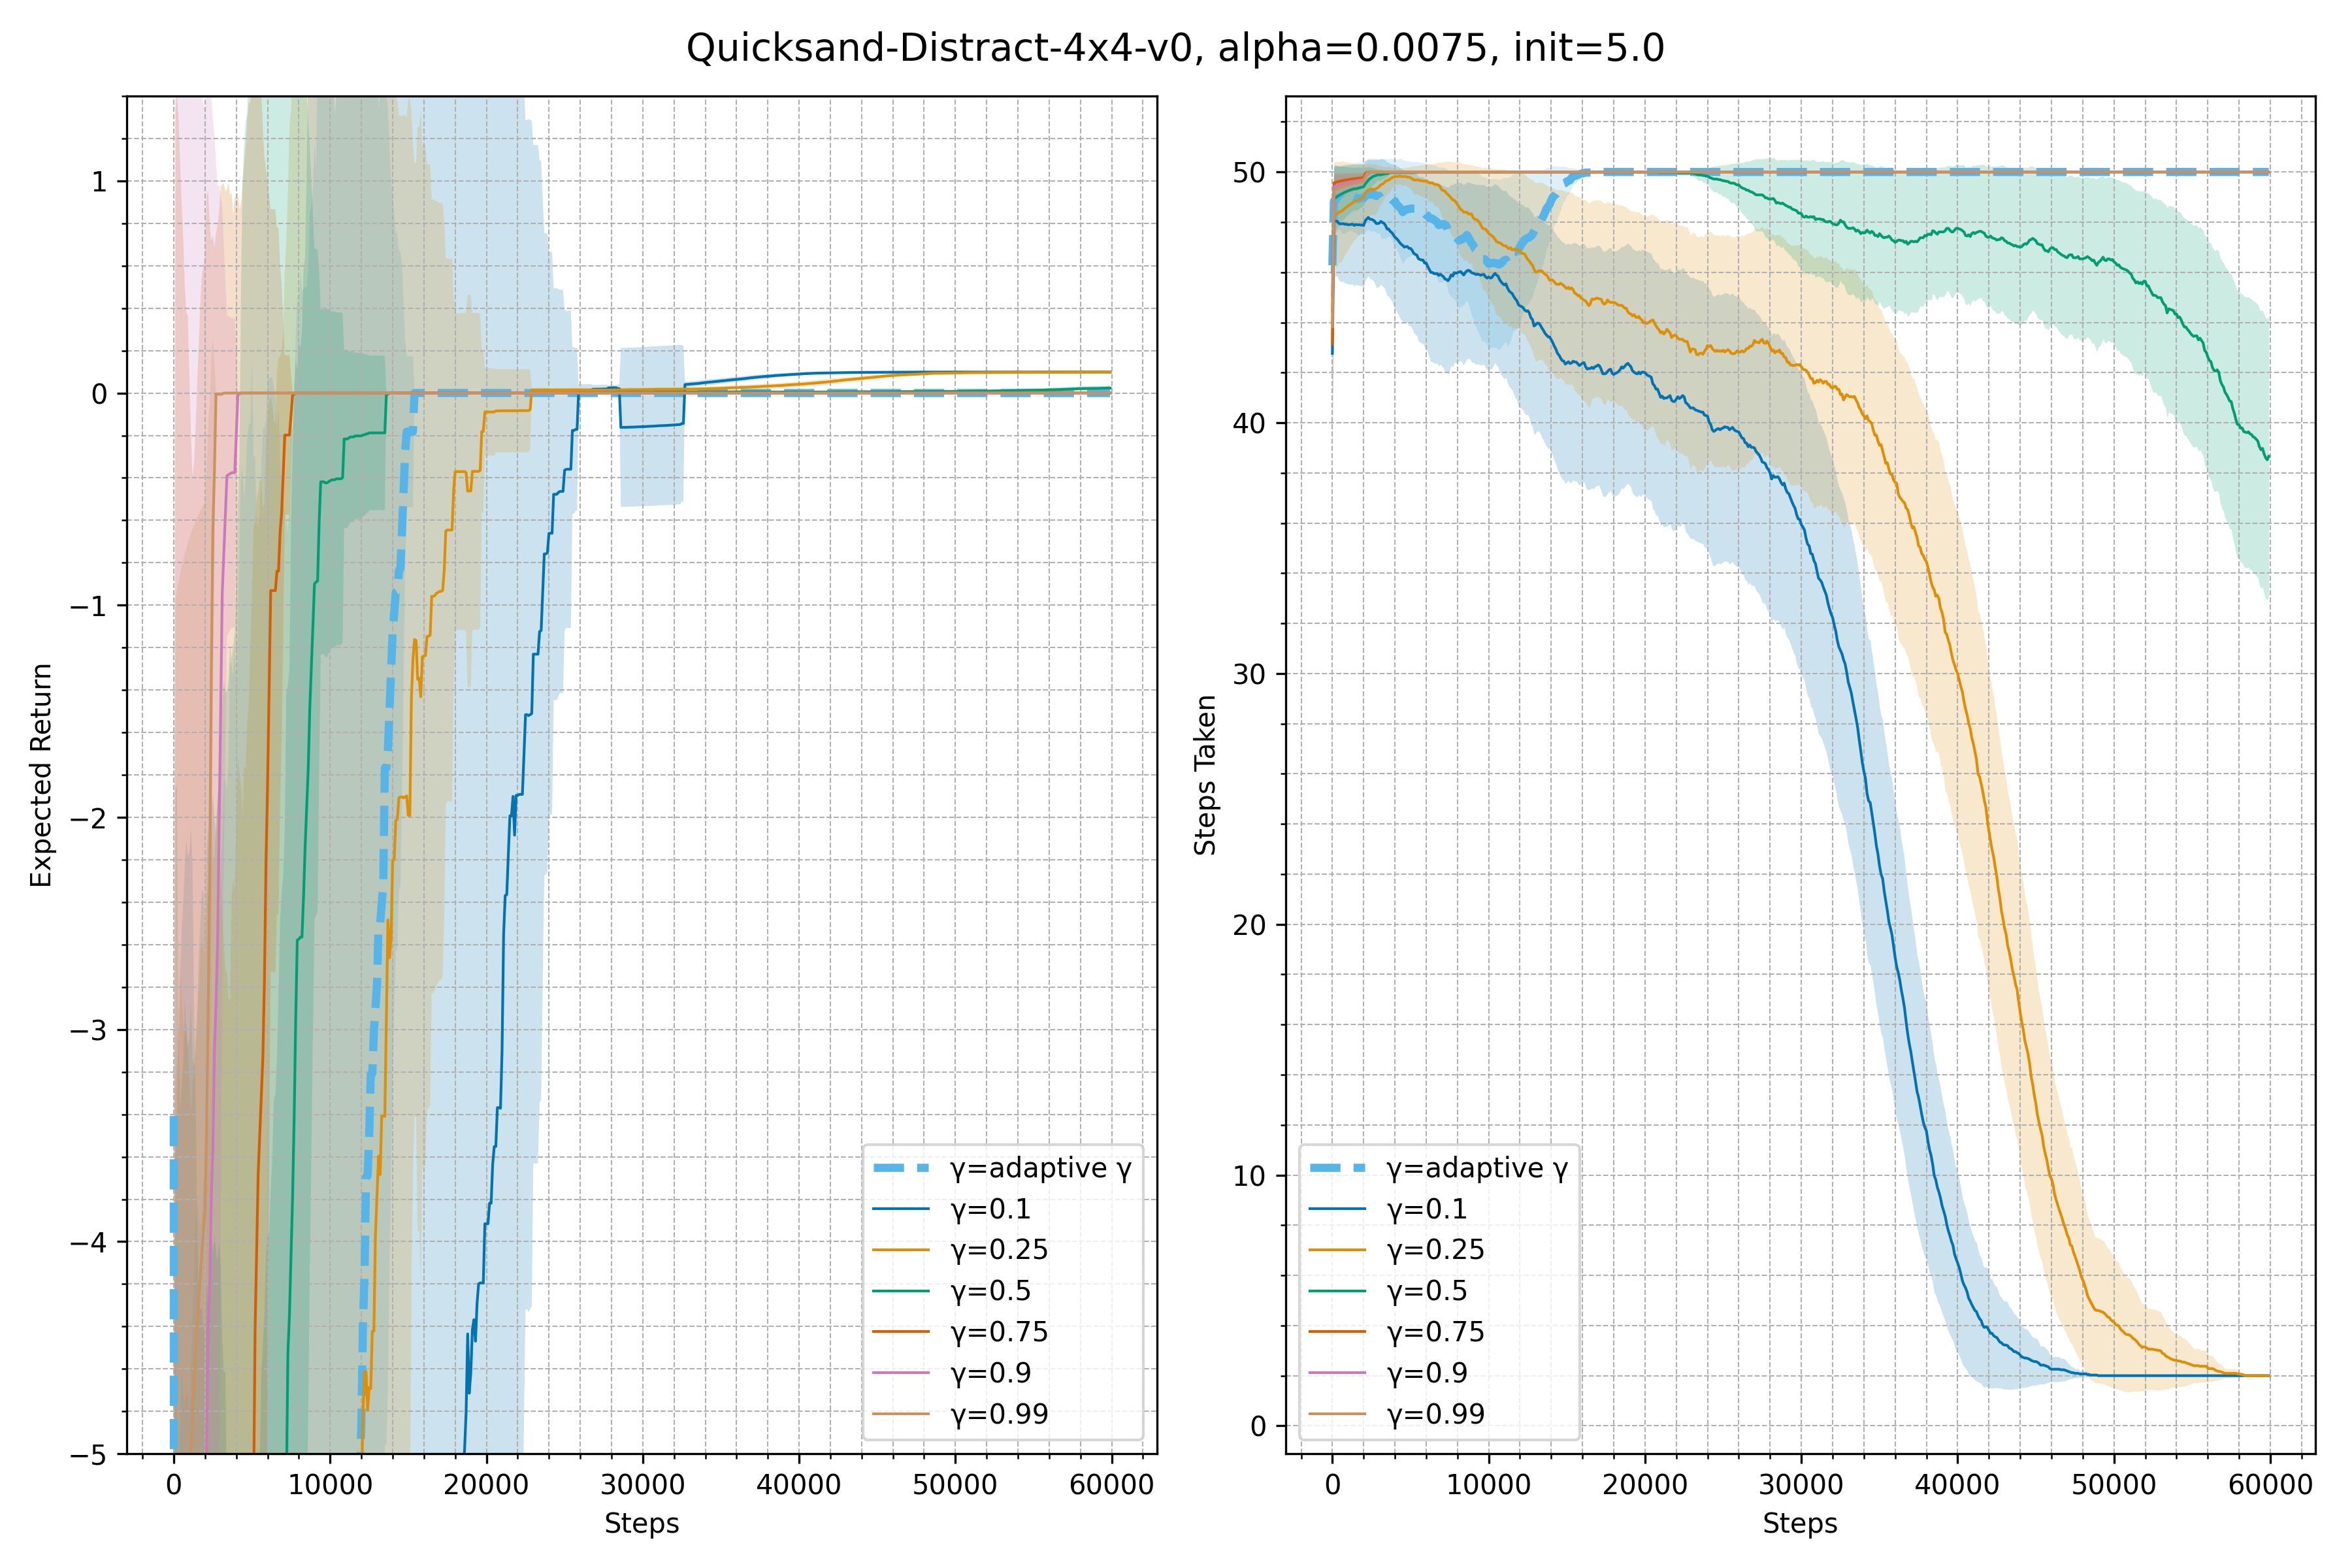 Quicksand-Distract-4x4-v0, alpha=0.0075, init=5.0
Expected Return
1
0
−1
−2
−3
−4
−5
0
10000
20000
30000
40000
50000
60000
Steps
γ=adaptive γ
γ=0.1
γ=0.25
γ=0.5
γ=0.75
γ=0.9
γ=0.99
Steps Taken
50
40
30
20
10
0
0
10000
20000
30000
40000
50000
60000
Steps
γ=adaptive γ
γ=0.1
γ=0.25
γ=0.5
γ=0.75
γ=0.9
γ=0.99